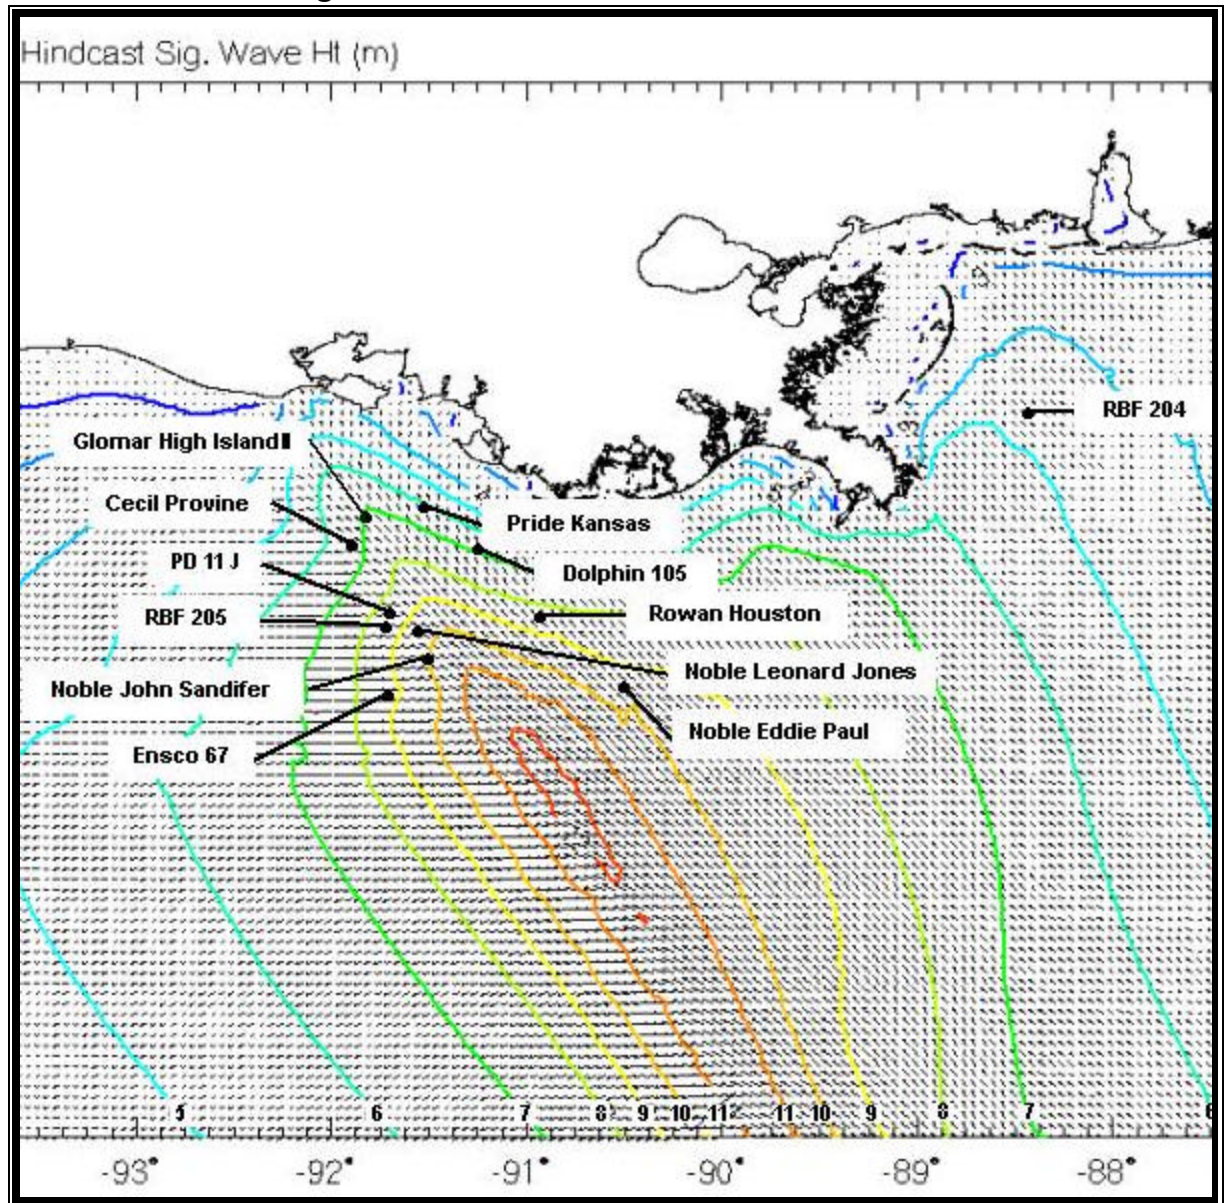 Hindcast Sig. Wave Ht (m)
RBF 204
Glomar High Island II
Cecil Provine
Pride Kansas
PD 11 J
Dolphin 105
RBF 205
Rowan Houston
Noble Leonard Jones
Noble John Sandifer
Noble Eddie Paul
Ensco 67
5 6 7 8 9 10 11 11 10 9 8 7 6
-93° -92° -91° -90° -89° -88°